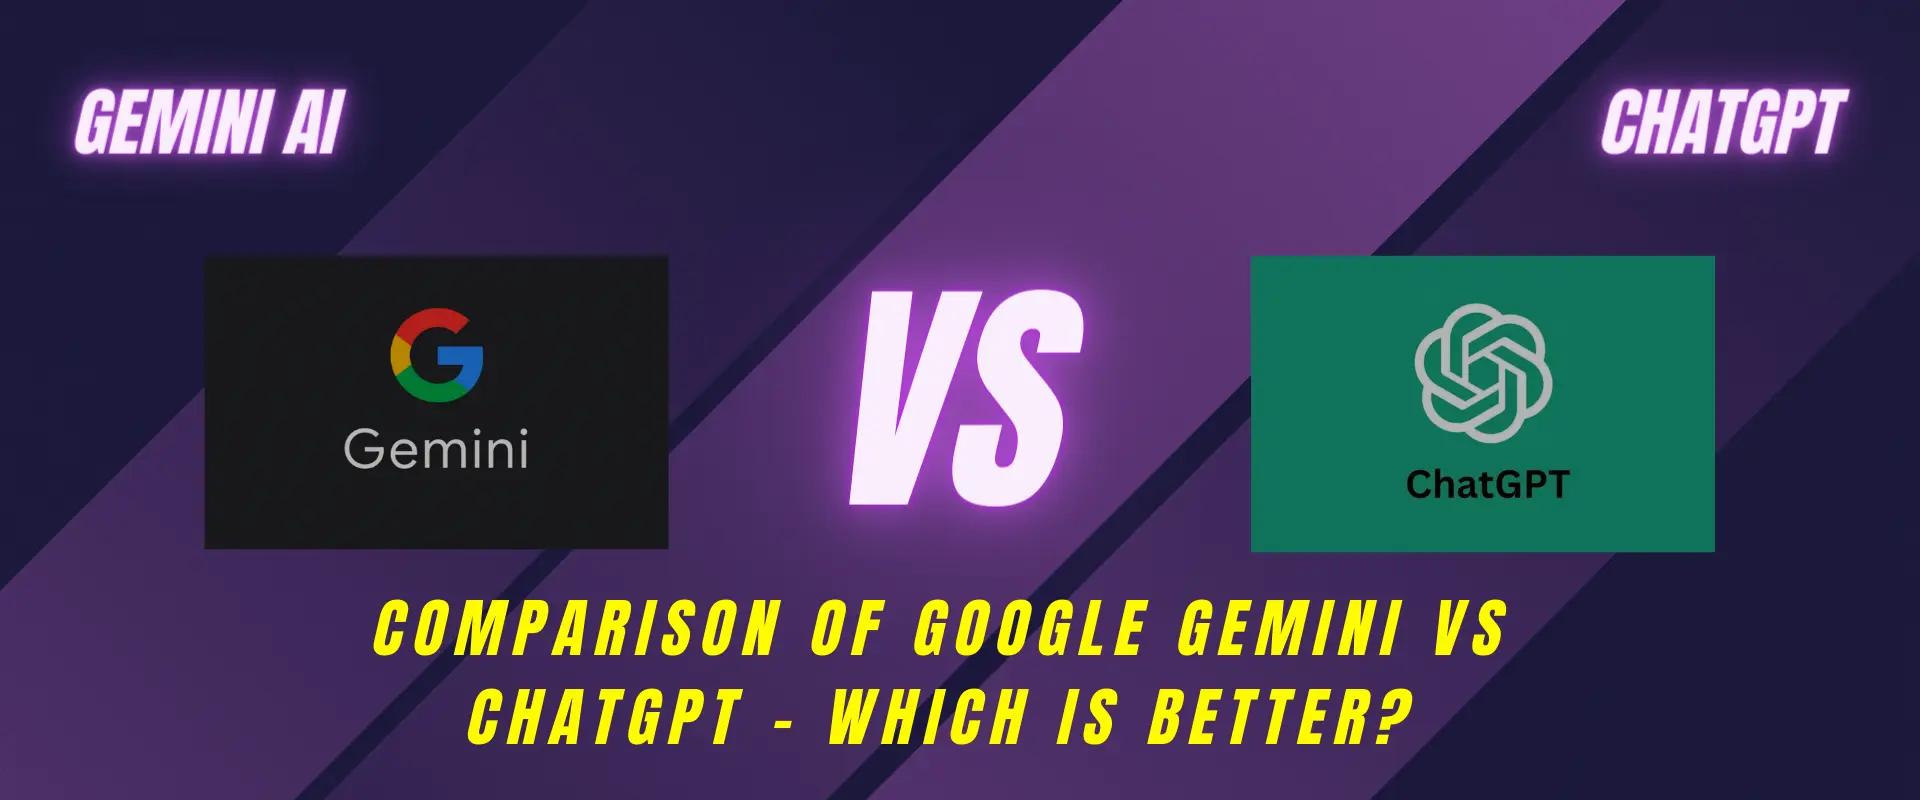 GEMINI AI
CHATGPT
VS
Gemini
ChatGPT
COMPARISON OF GOOGLE GEMINI VS
CHATGPT - WHICH IS BETTER?